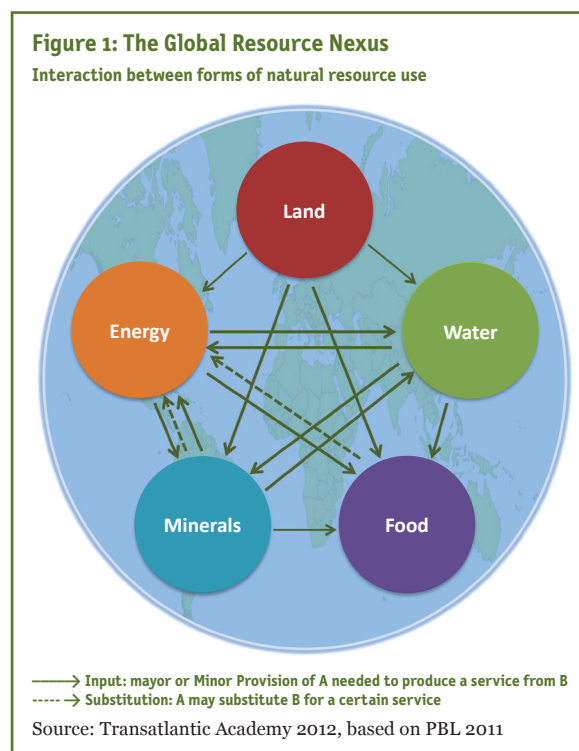 Figure 1: The Global Resource Nexus
Interaction between forms of natural resource use
Land
Energy
Water
Minerals
Food
Input: mayor or Minor Provision of A needed to produce a service from B
Substitution: A may substitute B for a certain service
Source: Transatlantic Academy 2012, based on PBL 2011